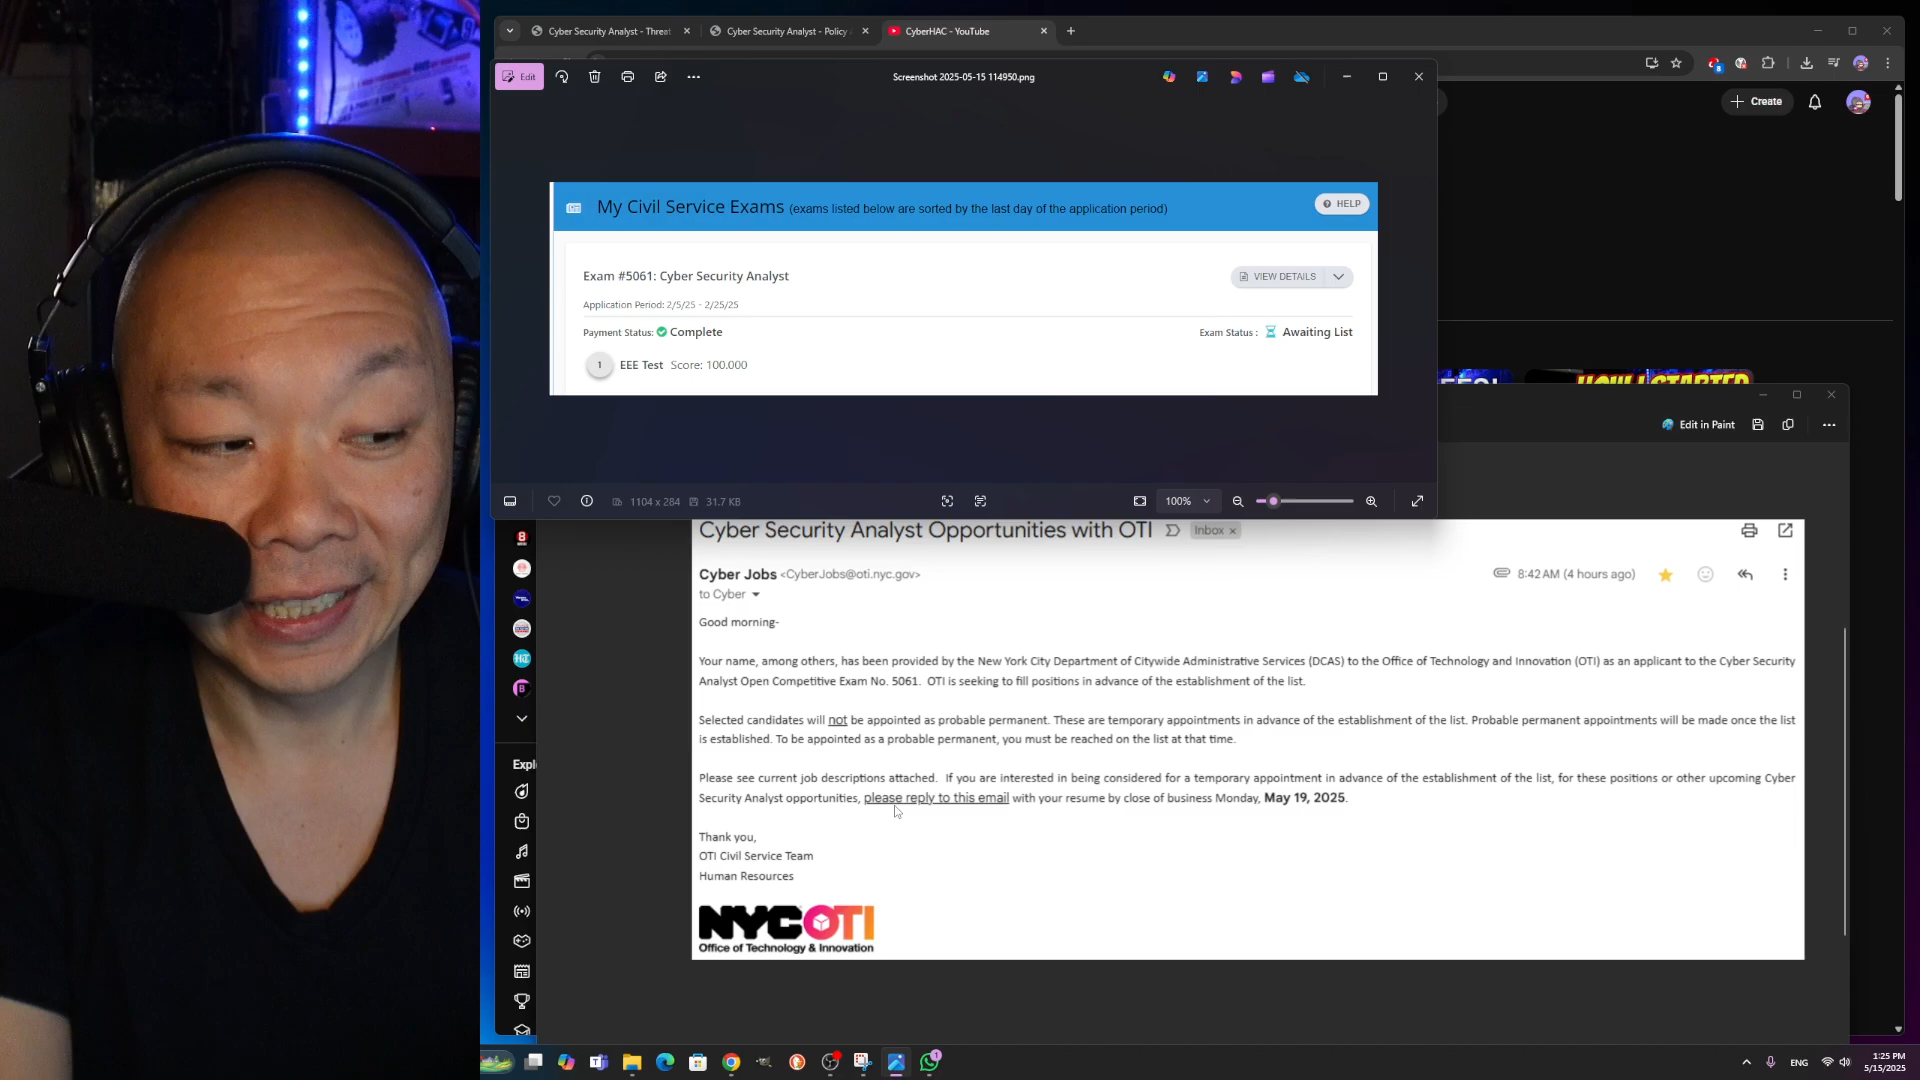 Cyber Security Analyst - Threat
Cyber Security Analyst - Policy
CyberHAC - YouTube
Edit
Screenshot 2025-05-15 114950.png
Create
My Civil Service Exams (exams listed below are sorted by the last day of the application period)
HELP
Exam #5061: Cyber Security Analyst
VIEW DETAILS
Application Period: 2/5/25 - 2/25/25
Payment Status: Complete
Exam Status : Awaiting List
1 EEE Test Score: 100.000
HOW I STARTED
Edit in Paint
1104 x 284 31.7 KB
100%
Cyber Security Analyst Opportunities with OTI Inbox x
Cyber Jobs <CyberJobs@oti.nyc.gov>
8:42 AM (4 hours ago)
to Cyber
Good morning-
Your name, among others, has been provided by the New York City Department of Citywide Administrative Services (DCAS) to the Office of Technology and Innovation (OTI) as an applicant to the Cyber Security
Analyst Open Competitive Exam No. 5061. OTI is seeking to fill positions in advance of the establishment of the list.
Selected candidates will not be appointed as probable permanent. These are temporary appointments in advance of the establishment of the list. Probable permanent appointments will be made once the list
is established. To be appointed as a probable permanent, you must be reached on the list at that time.
Please see current job descriptions attached. If you are interested in being considered for a temporary appointment in advance of the establishment of the list, for these positions or other upcoming Cyber
Security Analyst opportunities, please reply to this email with your resume by close of business Monday, May 19, 2025.
Thank you,
OTI Civil Service Team
Human Resources
NYCOTI
Office of Technology & Innovation
Explo
ENG
1:25 PM
5/15/2025